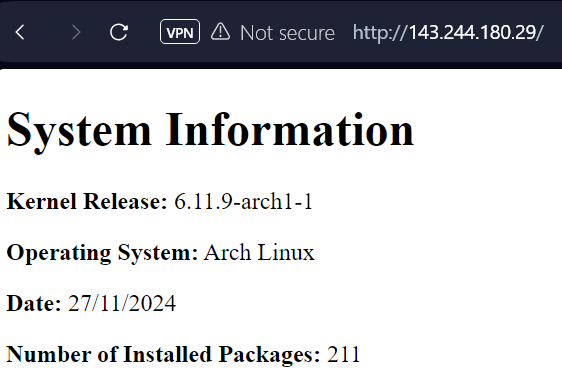 VPN Not secure http://143.244.180.29/
System Information
Kernel Release: 6.11.9-arch1-1
Operating System: Arch Linux
Date: 27/11/2024
Number of Installed Packages: 211